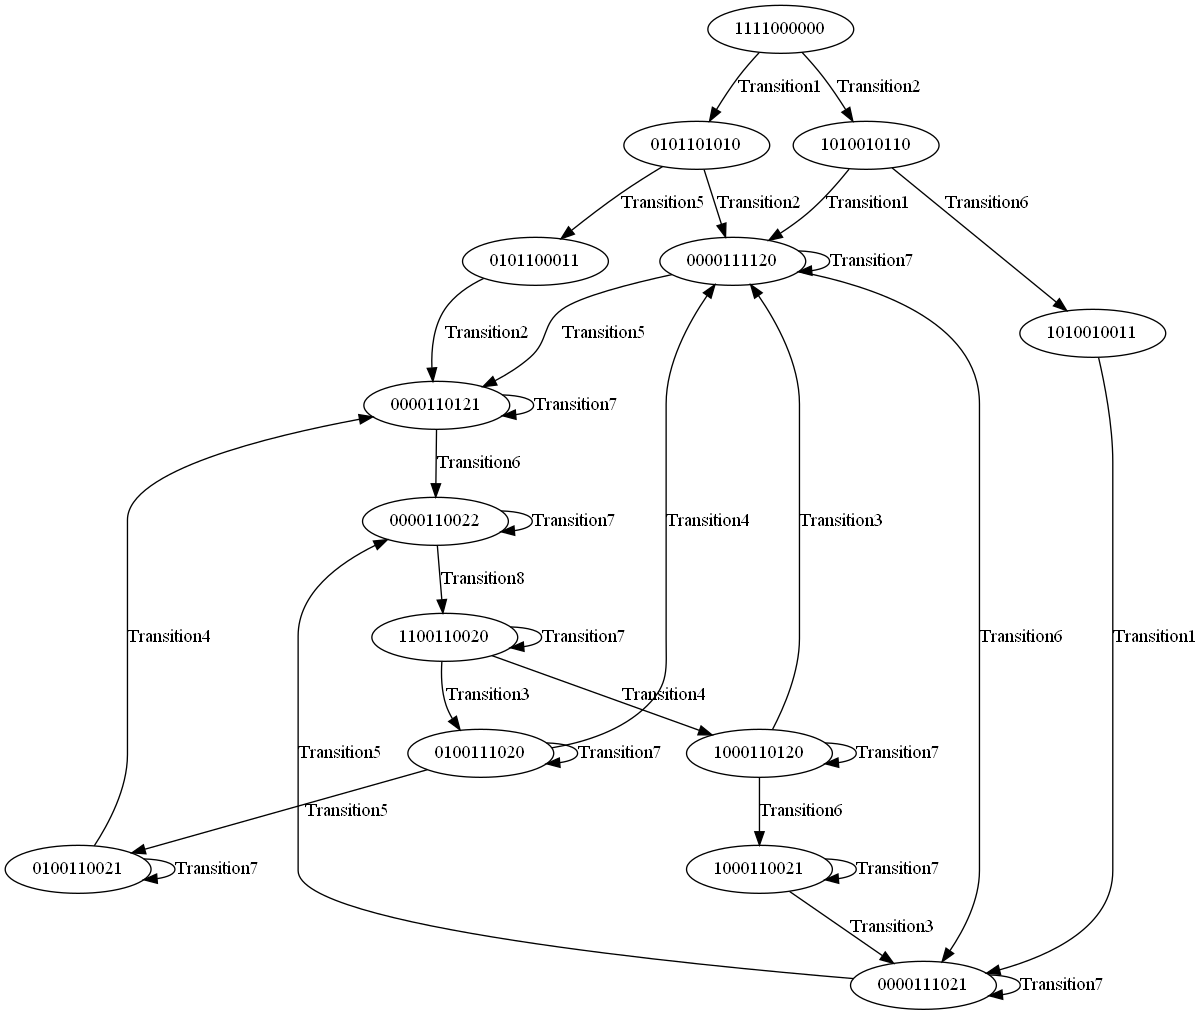 1111000000
Transition1
Transition2
0101101010
1010010110
Transition5
Transition2
Transition1
Transition6
0101100011
0000111120
Transition7
1010010011
Transition2
Transition5
0000110121
Transition7
Transition6
0000110022
Transition7
Transition4
Transition3
Transition8
Transition4
1100110020
Transition7
Transition6
Transition1
Transition3
Transition4
Transition5
0100111020
Transition7
1000110120
Transition7
Transition5
Transition6
0100110021
Transition7
1000110021
Transition7
Transition3
0000111021
Transition7